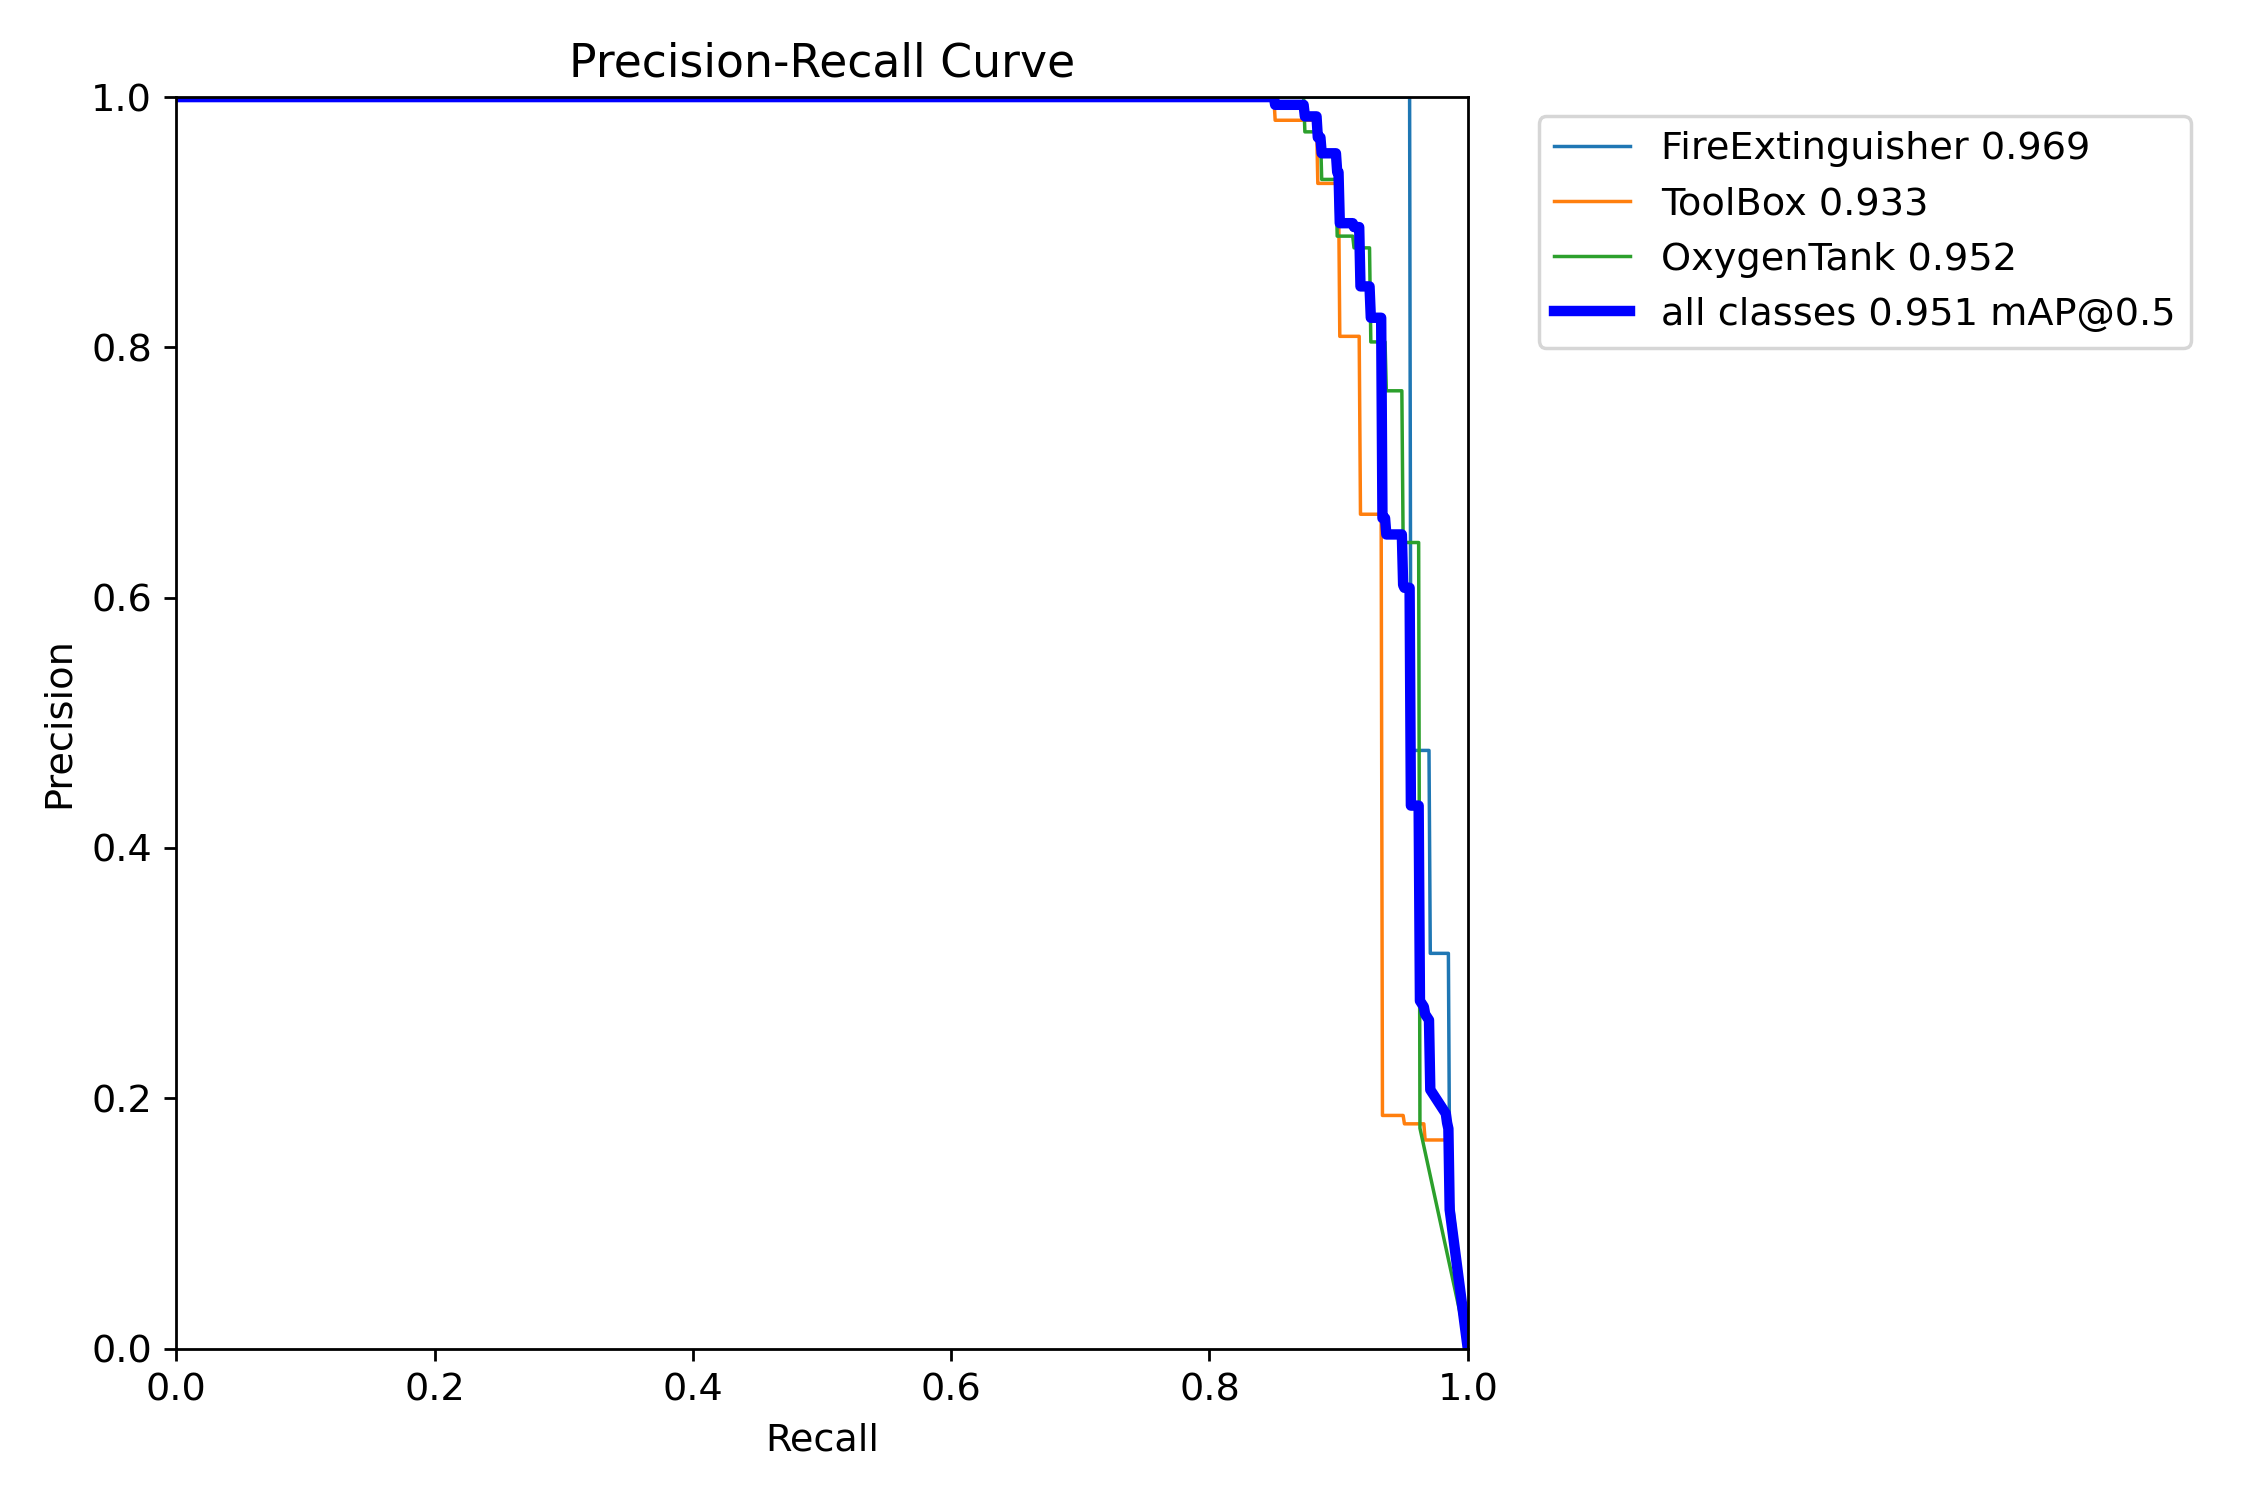 Precision-Recall Curve
1.0
0.8
0.6
0.4
0.2
0.0
Precision
0.0 0.2 0.4 0.6 0.8 1.0
Recall
FireExtinguisher 0.969
ToolBox 0.933
OxygenTank 0.952
all classes 0.951 mAP@0.5